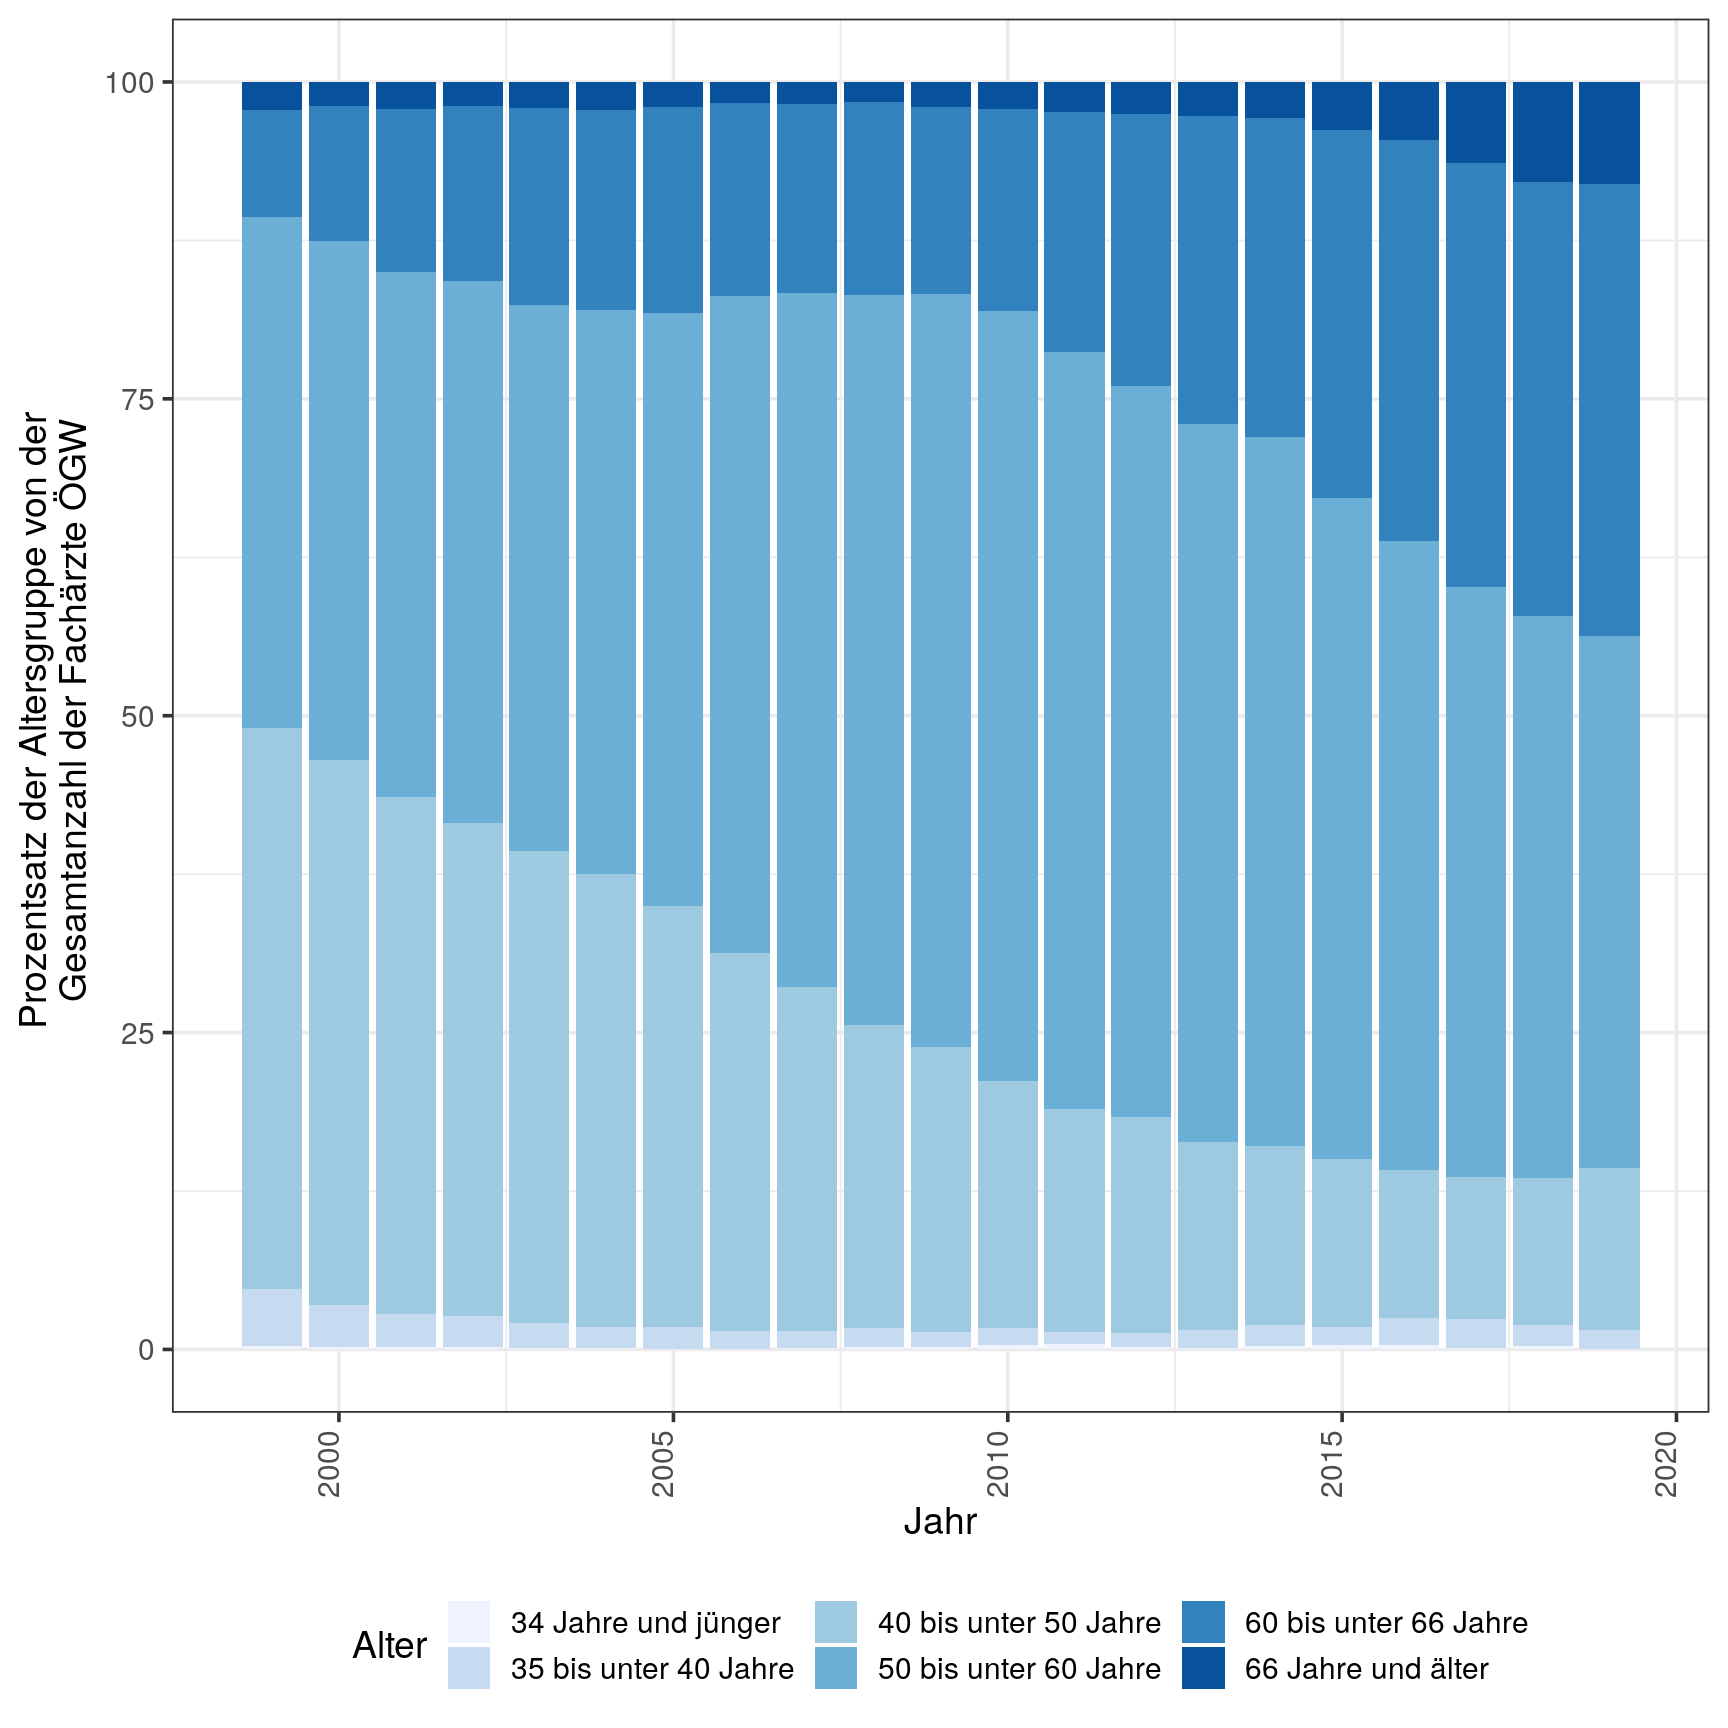 Prozentsatz der Altersgruppe von der
Gesamtanzahl der Fachärzte ÖGW
100
75
50
25
0
2000
2005
2010
2015
2020
Jahr
Alter
34 Jahre und jünger
35 bis unter 40 Jahre
40 bis unter 50 Jahre
50 bis unter 60 Jahre
60 bis unter 66 Jahre
66 Jahre und älter